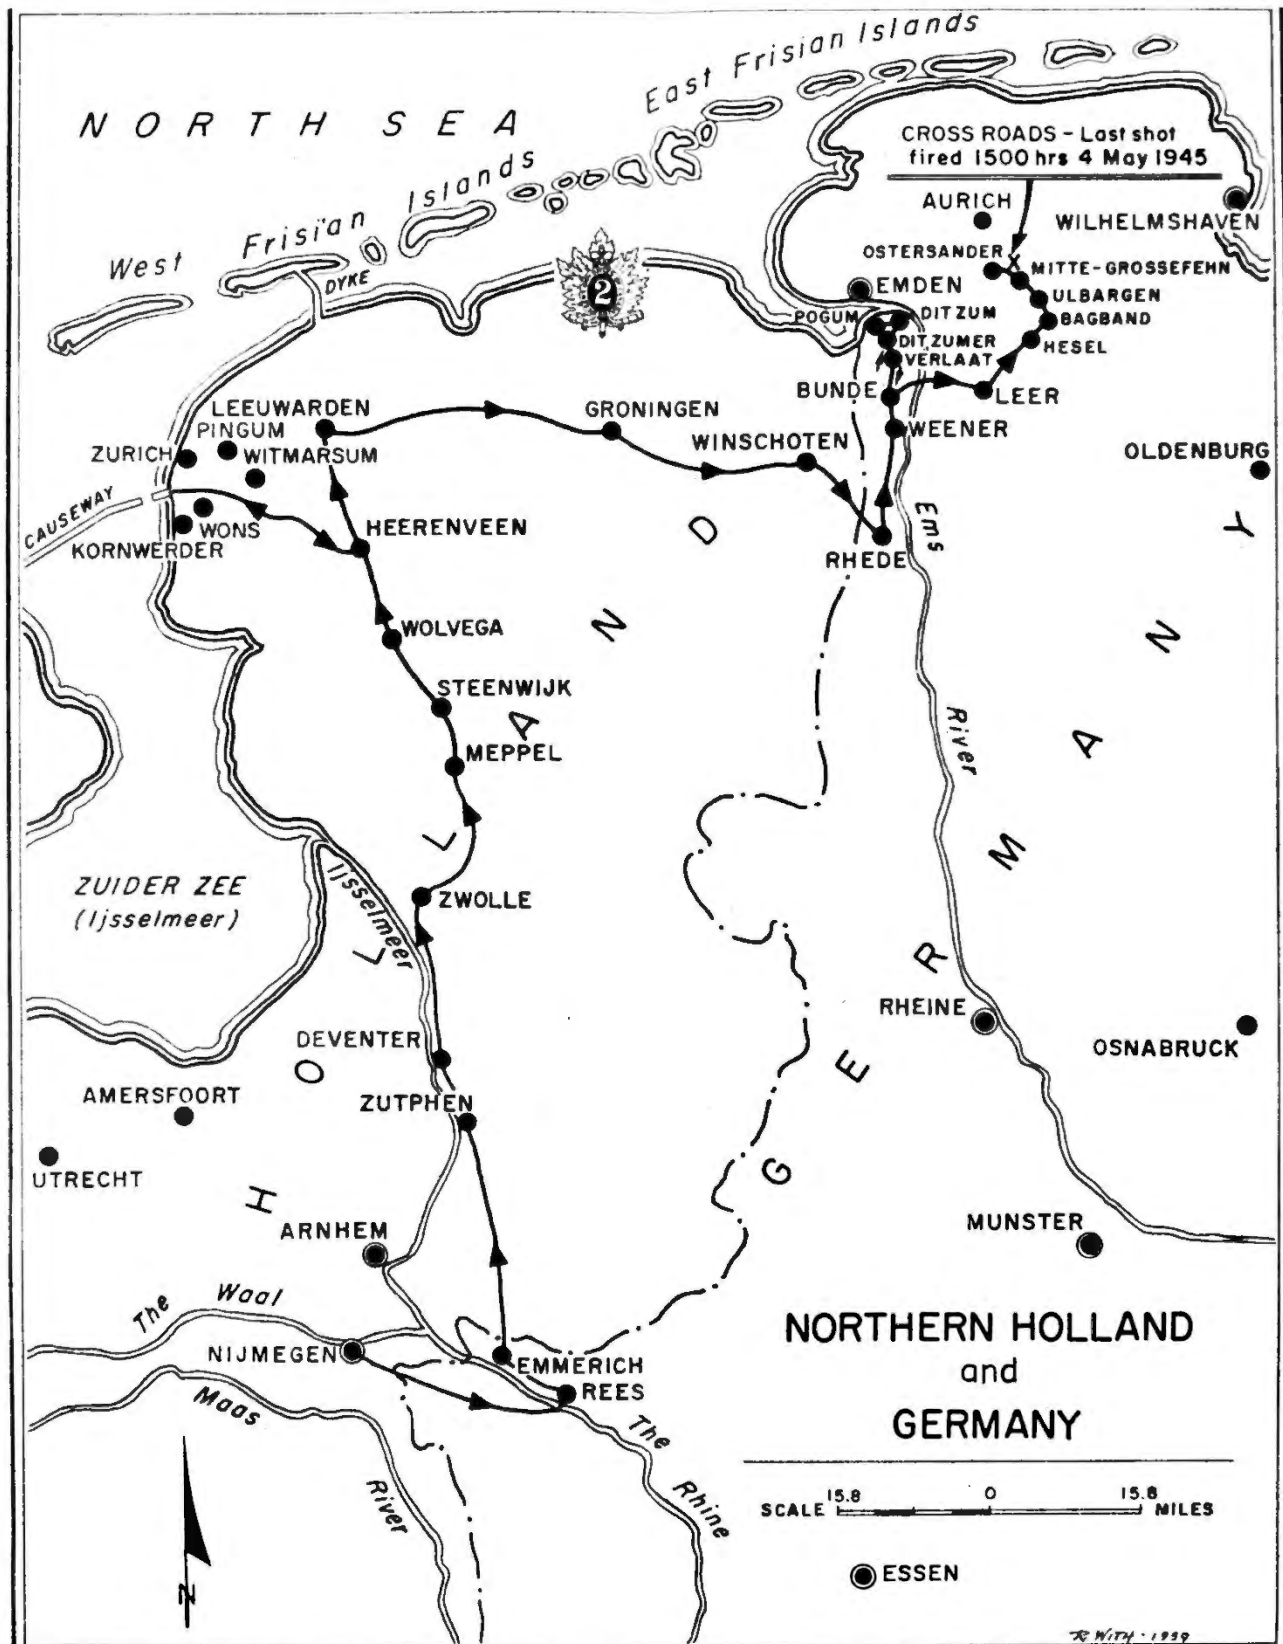 East Frisian Islands
NORTH SEA
CROSS ROADS - Last shot
fired 1500 hrs 4 May 1945
West Frisian Islands
AURICH
WILHELMSHAVEN
OSTERSANDER
MITTE-GROSSEFEHN
DYKE
2
EMDEN
ULBARGEN
POGUM
DITZUM
BAGBAND
DITZUMER
VERLAAT
HESEL
BUNDE
LEER
LEEUWARDEN
GRONINGEN
PINGUM
WINSCHOTEN
WEENER
ZURICH
WITMARSUM
OLDENBURG
CAUSEWAY
WONS
KORNWERDER
HEERENVEEN
RHEDE
Ems
River
WOLVEGA
STEENWIJK
MEPPEL
ZUIDER ZEE
(Ijsselmeer)
Ijsselmeer
ZWOLLE
HOLLAND
GERMANY
RHEINE
DEVENTER
OSNABRUCK
AMERSFOORT
ZUTPHEN
UTRECHT
ARNHEM
MUNSTER
The Waal
NIJMEGEN
EMMERICH
REES
Maas
River
The
Rhine
NORTHERN HOLLAND
and
GERMANY
15.8 0 15.8
SCALE MILES
ESSEN
N
R. WITH · 1959